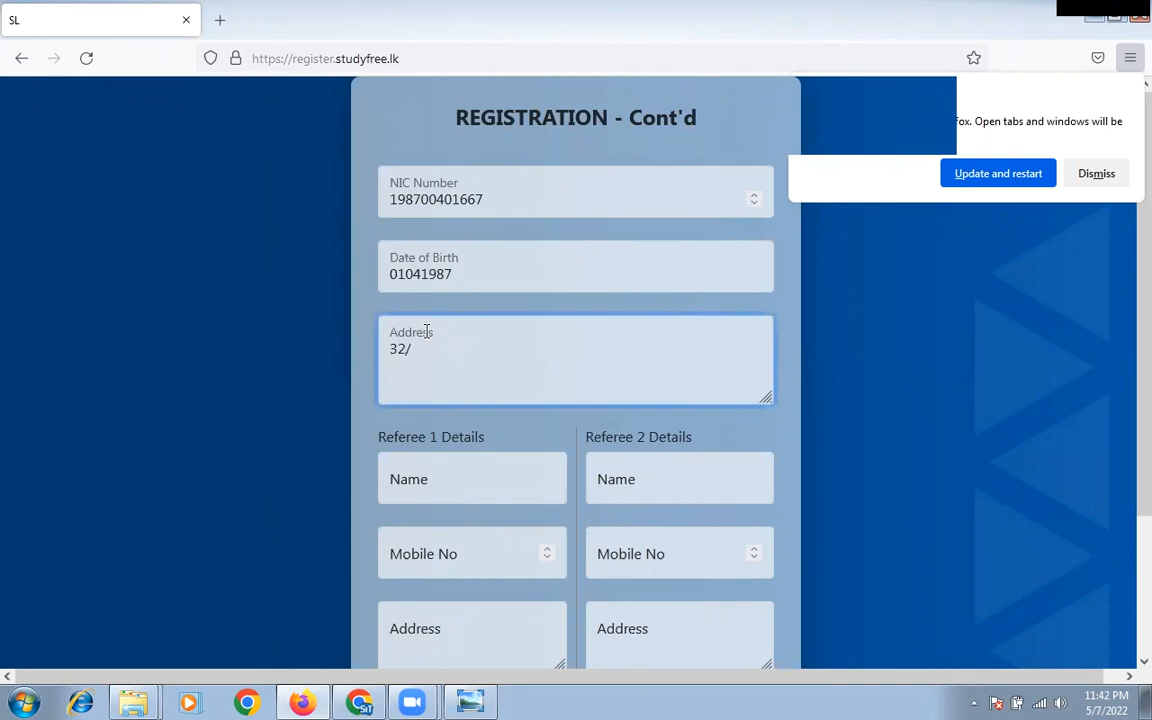 SL
https://register.studyfree.lk
REGISTRATION - Cont'd
fox. Open tabs and windows will be
Update and restart
Dismiss
NIC Number
198700401667
Date of Birth
01041987
Address
32/
Referee 1 Details
Referee 2 Details
Name
Name
Mobile No
Mobile No
Address
Address
SiT
11:42 PM
5/7/2022